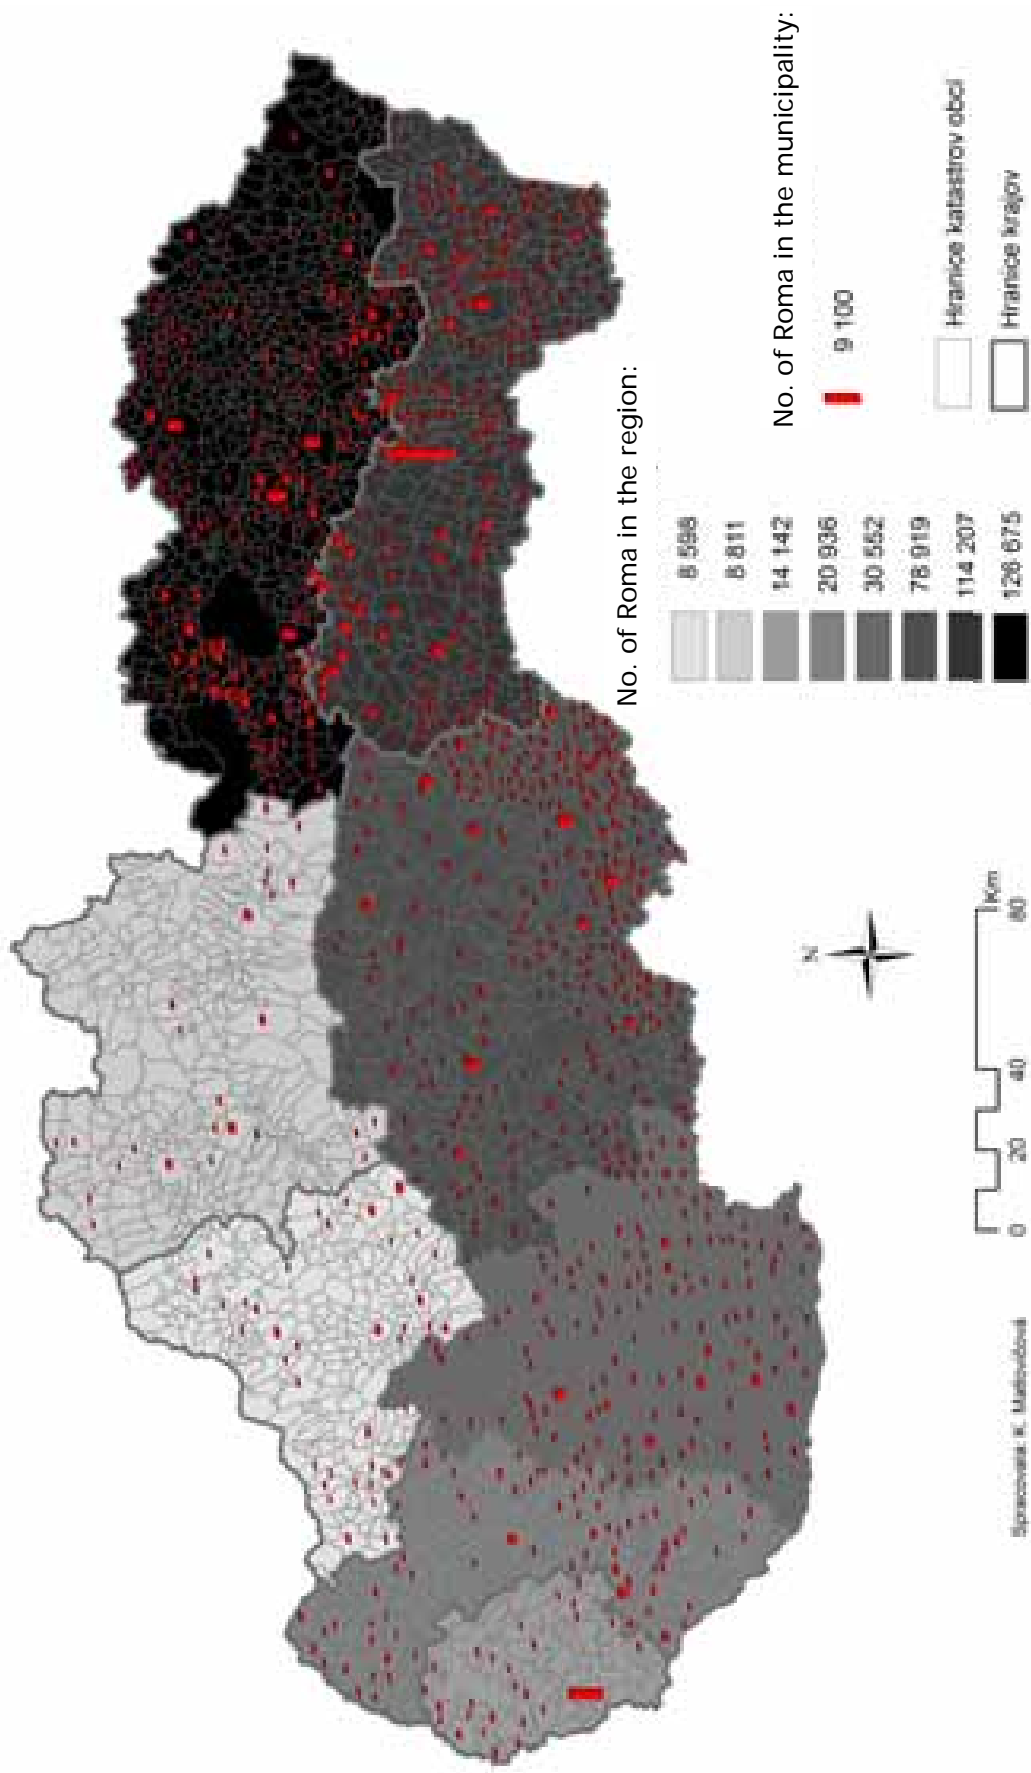 No. of Roma in the region:
8 598
8 811
14 142
20 936
30 552
78 919
114 207
126 675
No. of Roma in the municipality:
9 100
Hranice katastrov obcí
Hranice krajov
N
0 20 40 80
Km
Spracovala: K. Matlovičová